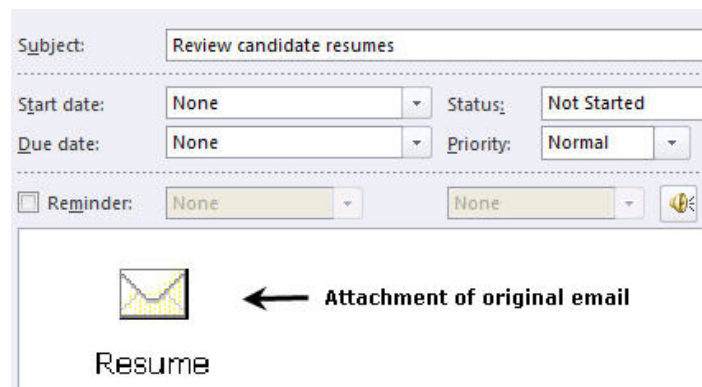 Subject: Review candidate resumes
Start date: None Status: Not Started
Due date: None Priority: Normal
Reminder: None None
Attachment of original email
Resume